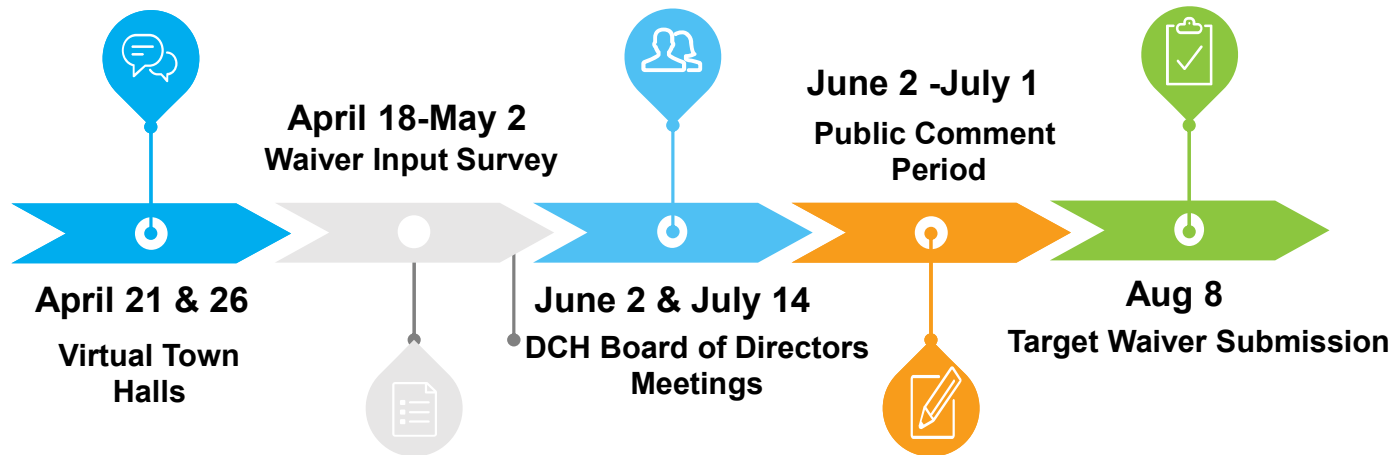 April 21 & 26
Virtual Town
Halls
April 18-May 2
Waiver Input Survey
June 2 & July 14
DCH Board of Directors
Meetings
June 2 -July 1
Public Comment
Period
Aug 8
Target Waiver Submission